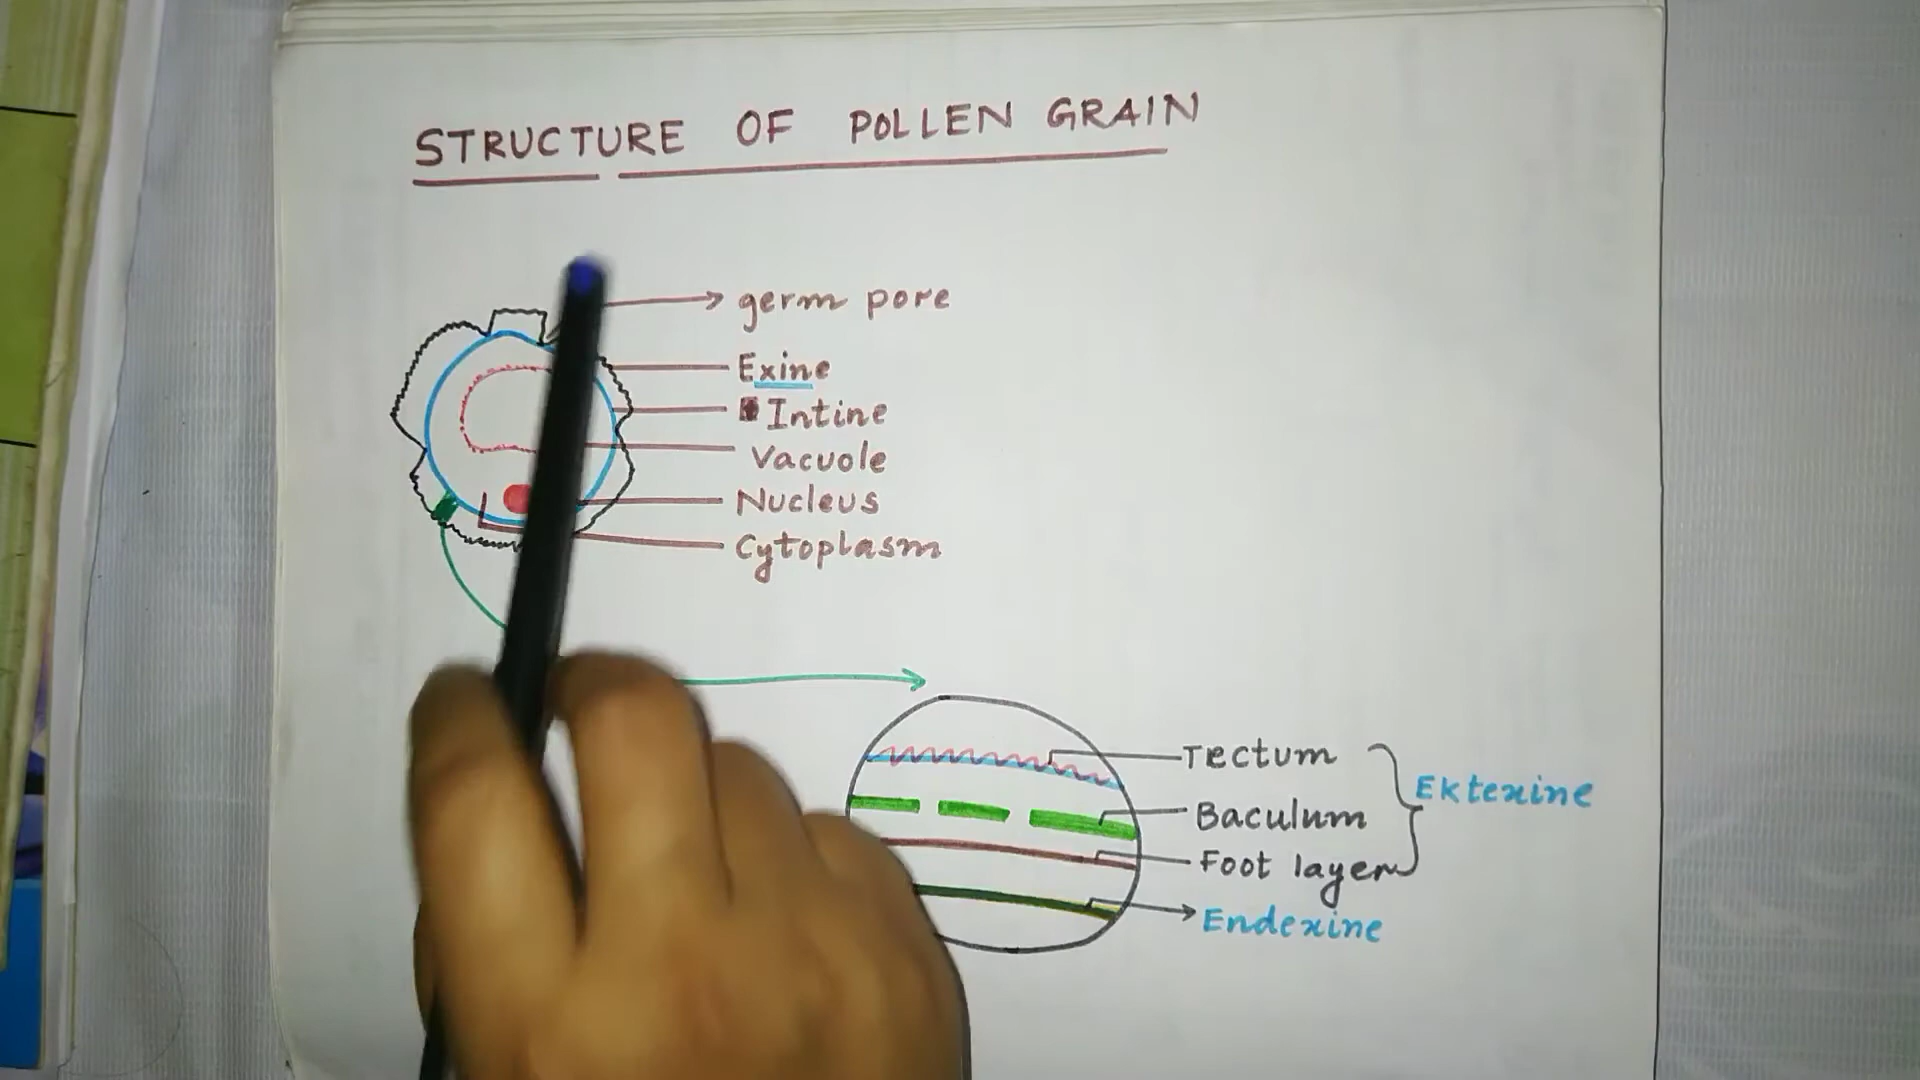 STRUCTURE OF POLLEN GRAIN
germ pore
Exine
Intine
Vacuole
Nucleus
Cytoplasm
Tectum
Baculum
Foot layer
Ektexine
Endexine